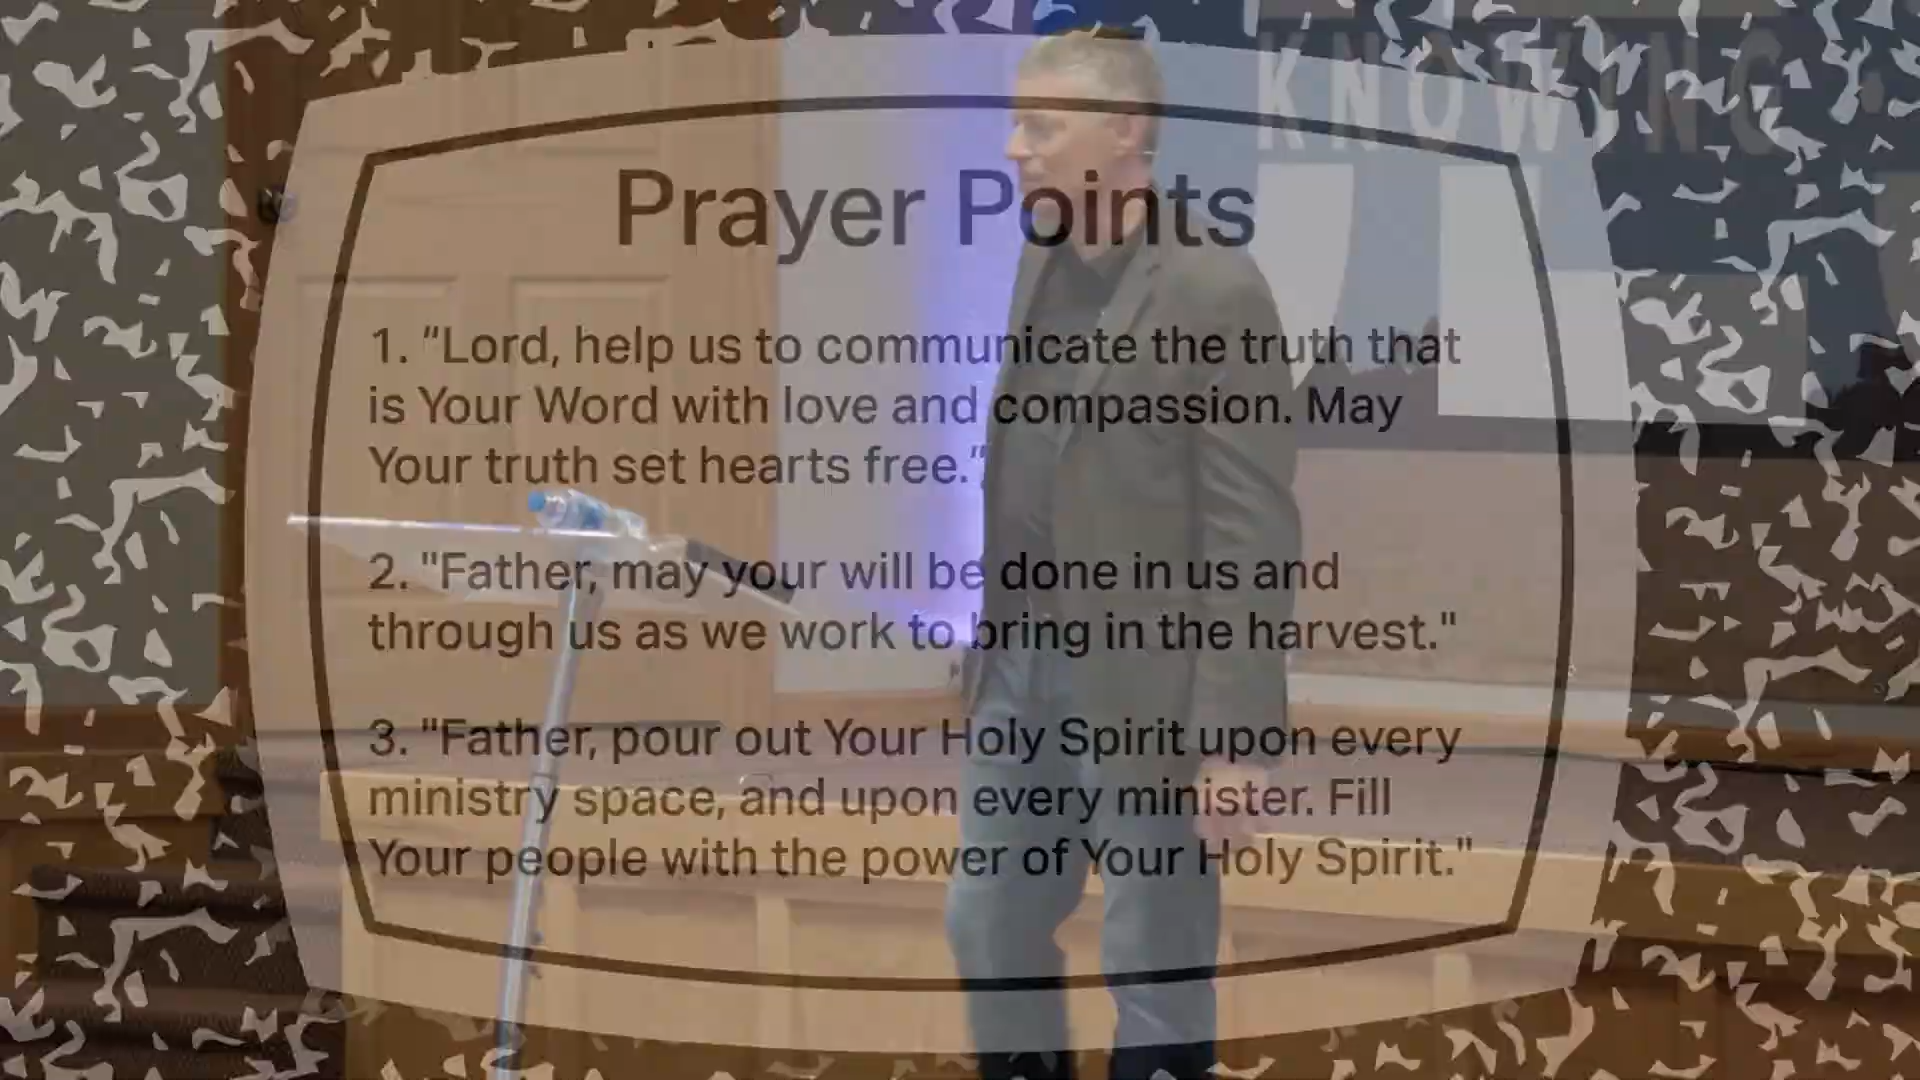 KNOWING
Prayer Points
1. “Lord, help us to communicate the truth that
is Your Word with love and compassion. May
Your truth set hearts free.”
2. "Father, may your will be done in us and
through us as we work to bring in the harvest."
3. "Father, pour out Your Holy Spirit upon every
ministry space, and upon every minister. Fill
Your people with the power of Your Holy Spirit."